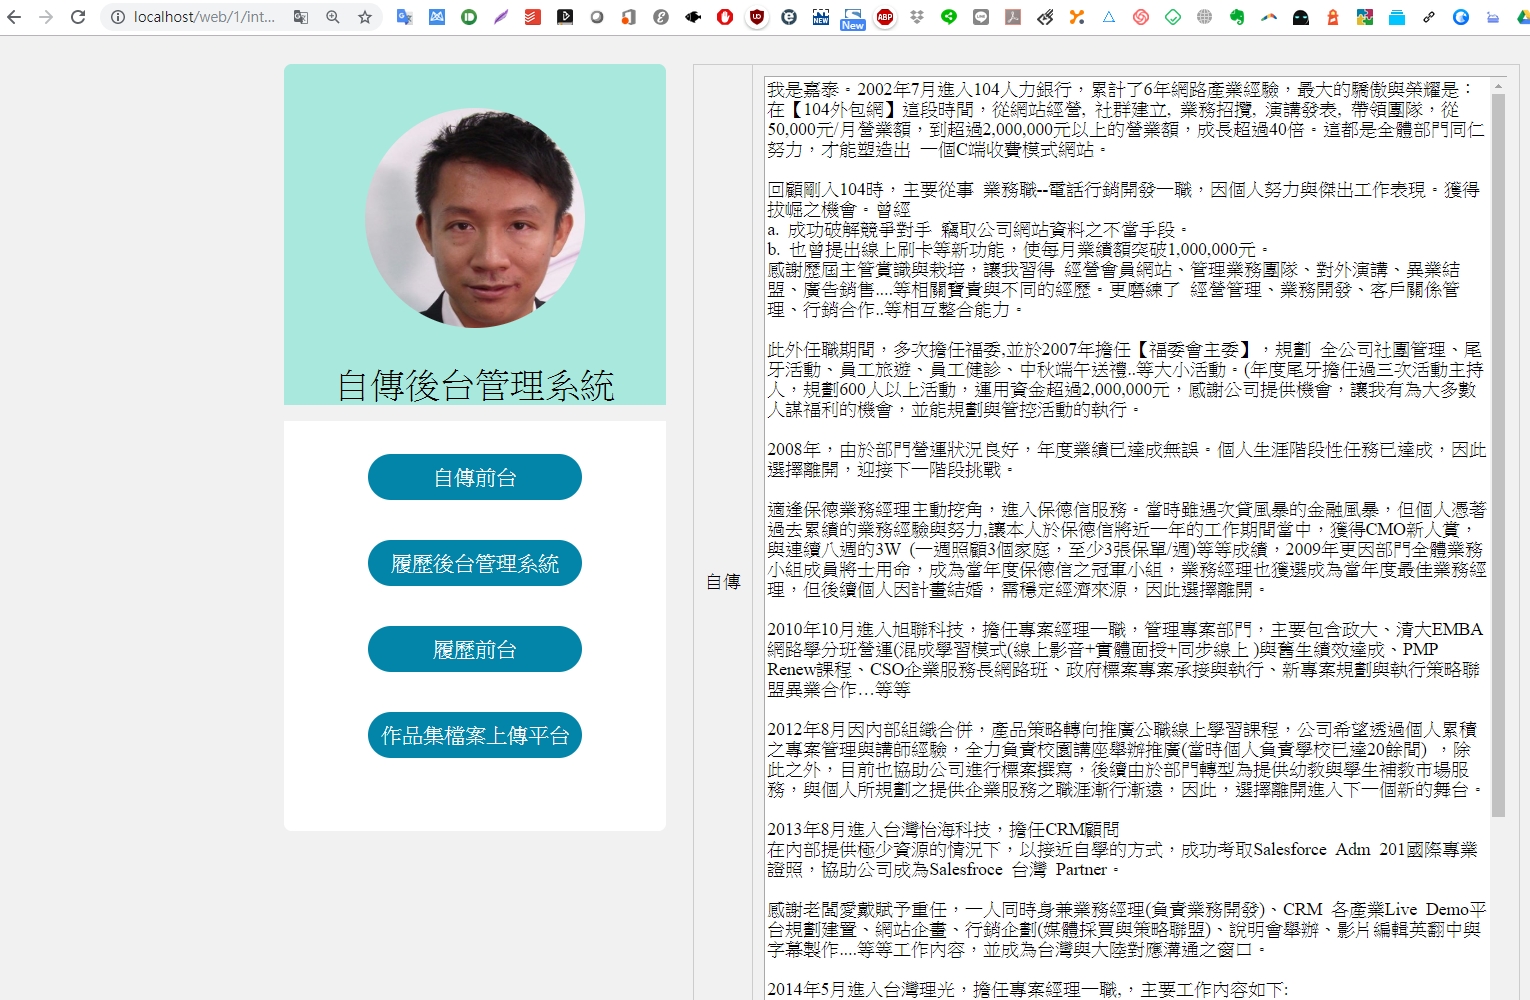 localhost/web/1/int...
New
自傳後台管理系統
自傳前台
履歷後台管理系統
履歷前台
作品集檔案上傳平台
自傳
我是嘉泰。2002年7月進入104人力銀行，累計了6年網路產業經驗，最大的驕傲與榮耀是：
在【104外包網】這段時間，從網站經營, 社群建立, 業務招攬, 演講發表, 帶領團隊，從
50,000元/月營業額，到超過2,000,000元以上的營業額，成長超過40倍。這都是全體部門同仁
努力，才能塑造出 一個C端收費模式網站。
回顧剛入104時，主要從事 業務職--電話行銷開發一職，因個人努力與傑出工作表現。獲得
拔崛之機會。曾經
a. 成功破解競爭對手 竊取公司網站資料之不當手段。
b. 也曾提出線上刷卡等新功能，使每月業績額突破1,000,000元。
感謝歷屆主管賞識與栽培，讓我習得 經營會員網站、管理業務團隊、對外演講、異業結
盟、廣告銷售....等相關寶貴與不同的經歷。更磨練了 經營管理、業務開發、客戶關係管
理、行銷合作..等相互整合能力。
此外任職期間，多次擔任福委,並於2007年擔任【福委會主委】，規劃 全公司社團管理、尾
牙活動、員工旅遊、員工健診、中秋端午送禮..等大小活動。(年度尾牙擔任過三次活動主持
人，規劃600人以上活動，運用資金超過2,000,000元，感謝公司提供機會，讓我有為大多數
人謀福利的機會，並能規劃與管控活動的執行。
2008年，由於部門營運狀況良好，年度業績已達成無誤。個人生涯階段性任務已達成，因此
選擇離開，迎接下一階段挑戰。
適逢保德業務經理主動挖角，進入保德信服務。當時雖遇次貸風暴的金融風暴，但個人憑著
過去累績的業務經驗與努力,讓本人於保德信將近一年的工作期間當中，獲得CMO新人賞，
與連續八週的3W (一週照顧3個家庭，至少3張保單/週)等等成績，2009年更因部門全體業務
小組成員將士用命，成為當年度保德信之冠軍小組，業務經理也獲選成為當年度最佳業務經
理，但後續個人因計畫結婚，需穩定經濟來源，因此選擇離開。
2010年10月進入旭聯科技，擔任專案經理一職，管理專案部門，主要包含政大、清大EMBA
網路學分班營運(混成學習模式(線上影音+實體面授+同步線上 )與舊生績效達成、PMP
Renew課程、CSO企業服務長網路班、政府標案專案承接與執行、新專案規劃與執行策略聯
盟異業合作…等等
2012年8月因內部組織合併，產品策略轉向推廣公職線上學習課程，公司希望透過個人累積
之專案管理與講師經驗，全力負責校園講座舉辦推廣(當時個人負責學校已達20餘間) ，除
此之外，目前也協助公司進行標案撰寫，後續由於部門轉型為提供幼教與學生補教市場服
務，與個人所規劃之提供企業服務之職涯漸行漸遠，因此，選擇離開進入下一個新的舞台。
2013年8月進入台灣怡海科技，擔任CRM顧問
在內部提供極少資源的情況下，以接近自學的方式，成功考取Salesforce Adm 201國際專業
證照，協助公司成為Salesfroce 台灣 Partner。
感謝老闆愛戴賦予重任，一人同時身兼業務經理(負責業務開發)、CRM 各產業Live Demo平
台規劃建置、網站企畫、行銷企劃(媒體採買與策略聯盟)、說明會舉辦、影片編輯英翻中與
字幕製作....等等工作內容，並成為台灣與大陸對應溝通之窗口。
2014年5月進入台灣理光，擔任專案經理一職,，主要工作內容如下: